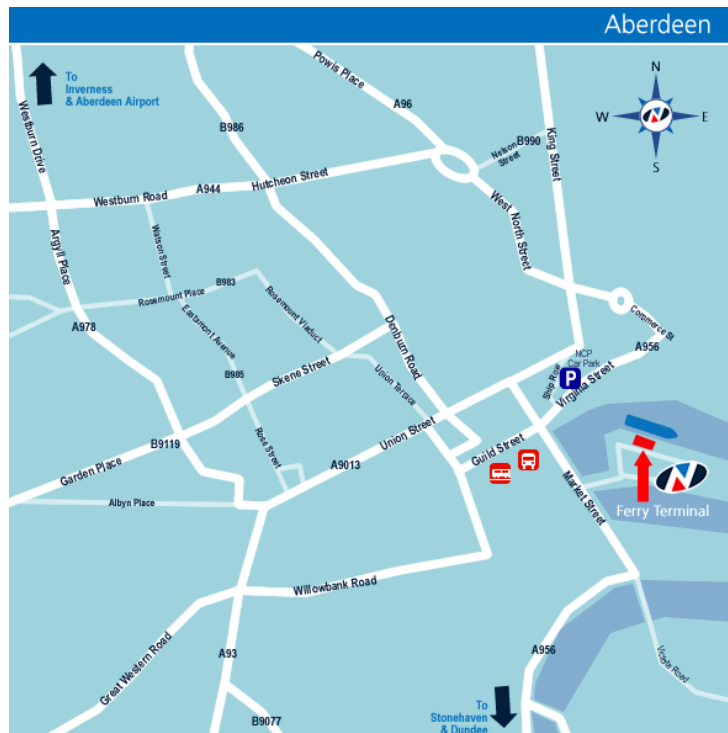 Aberdeen
To
Inverness
& Aberdeen Airport
Powis Place
A96
N
W
E
S
Westburn Drive
B986
B990
Nelson
Street
King Street
Westburn Road
A944
Hutcheon Street
West North Street
Argyll Place
Watson Street
Rosemount Place
B983
Rosemount Viaduct
Commerce St
A978
Eastamont Avenue
Denburn Road
A956
NCP
Car Park
Ship Row
P
Virginia Street
B985
Skene Street
Union Terrace
Rose Street
Union Street
B9119
A9013
Guild Street
Garden Place
Albyn Place
Market Street
N
Ferry Terminal
Willowbank Road
Great Western Road
A93
A956
Victoria Road
B9077
To
Stonehaven
& Dundee